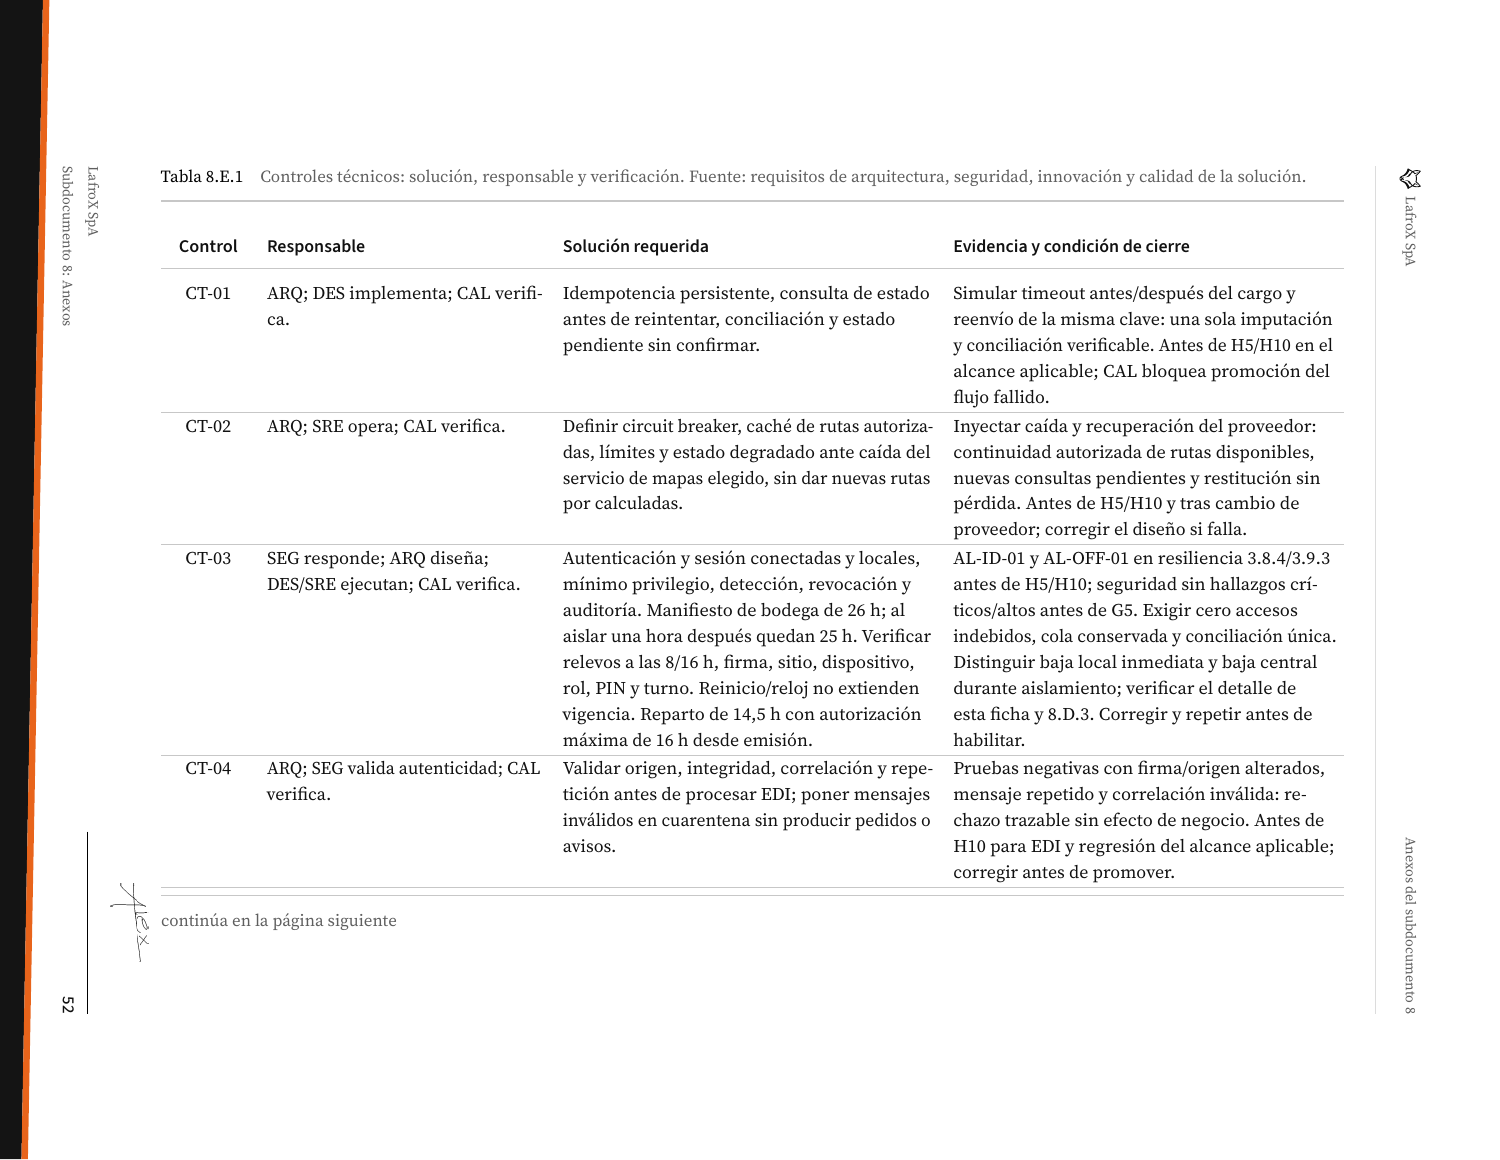 LafroX SpA
Subdocumento 8: Anexos
LafroX SpA
Tabla 8.E.1 Controles técnicos: solución, responsable y verificación. Fuente: requisitos de arquitectura, seguridad, innovación y calidad de la solución.
Control Responsable Solución requerida Evidencia y condición de cierre
CT-01
ARQ; DES implementa; CAL verifi-
ca.
Idempotencia persistente, consulta de estado
antes de reintentar, conciliación y estado
pendiente sin confirmar.
Simular timeout antes/después del cargo y
reenvío de la misma clave: una sola imputación
y conciliación verificable. Antes de H5/H10 en el
alcance aplicable; CAL bloquea promoción del
flujo fallido.
CT-02
ARQ; SRE opera; CAL verifica.
Definir circuit breaker, caché de rutas autoriza-
das, límites y estado degradado ante caída del
servicio de mapas elegido, sin dar nuevas rutas
por calculadas.
Inyectar caída y recuperación del proveedor:
continuidad autorizada de rutas disponibles,
nuevas consultas pendientes y restitución sin
pérdida. Antes de H5/H10 y tras cambio de
proveedor; corregir el diseño si falla.
CT-03
SEG responde; ARQ diseña;
DES/SRE ejecutan; CAL verifica.
Autenticación y sesión conectadas y locales,
mínimo privilegio, detección, revocación y
auditoría. Manifiesto de bodega de 26 h; al
aislar una hora después quedan 25 h. Verificar
relevos a las 8/16 h, firma, sitio, dispositivo,
rol, PIN y turno. Reinicio/reloj no extienden
vigencia. Reparto de 14,5 h con autorización
máxima de 16 h desde emisión.
AL-ID-01 y AL-OFF-01 en resiliencia 3.8.4/3.9.3
antes de H5/H10; seguridad sin hallazgos crí-
ticos/altos antes de G5. Exigir cero accesos
indebidos, cola conservada y conciliación única.
Distinguir baja local inmediata y baja central
durante aislamiento; verificar el detalle de
esta ficha y 8.D.3. Corregir y repetir antes de
habilitar.
CT-04
ARQ; SEG valida autenticidad; CAL
verifica.
Validar origen, integridad, correlación y repe-
tición antes de procesar EDI; poner mensajes
inválidos en cuarentena sin producir pedidos o
avisos.
Pruebas negativas con firma/origen alterados,
mensaje repetido y correlación inválida: re-
chazo trazable sin efecto de negocio. Antes de
H10 para EDI y regresión del alcance aplicable;
corregir antes de promover.
continúa en la página siguiente
Alex
52
Anexos del subdocumento 8